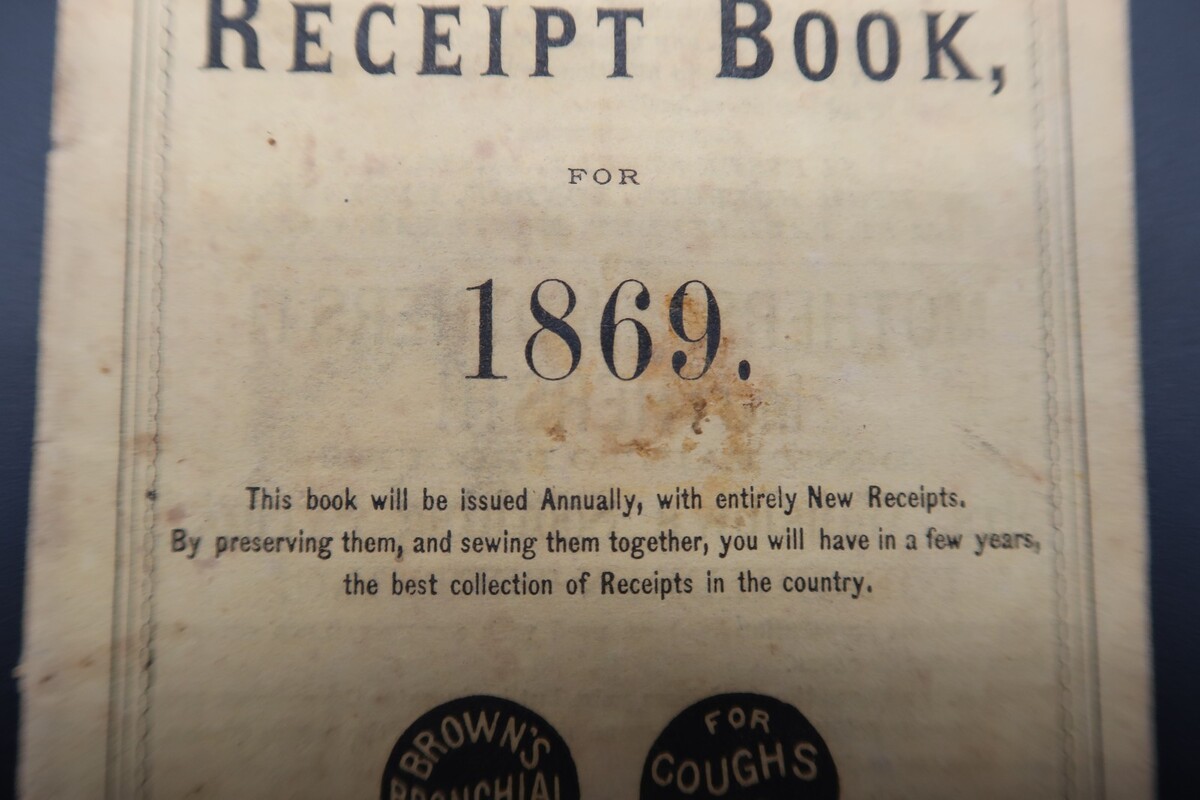 RECEIPT BOOK,
FOR
1869.
This book will be issued Annually, with entirely New Receipts.
By preserving them, and sewing them together, you will have in a few years,
the best collection of Receipts in the country.
BROWN'S
BRONCHIAL
FOR
COUGHS